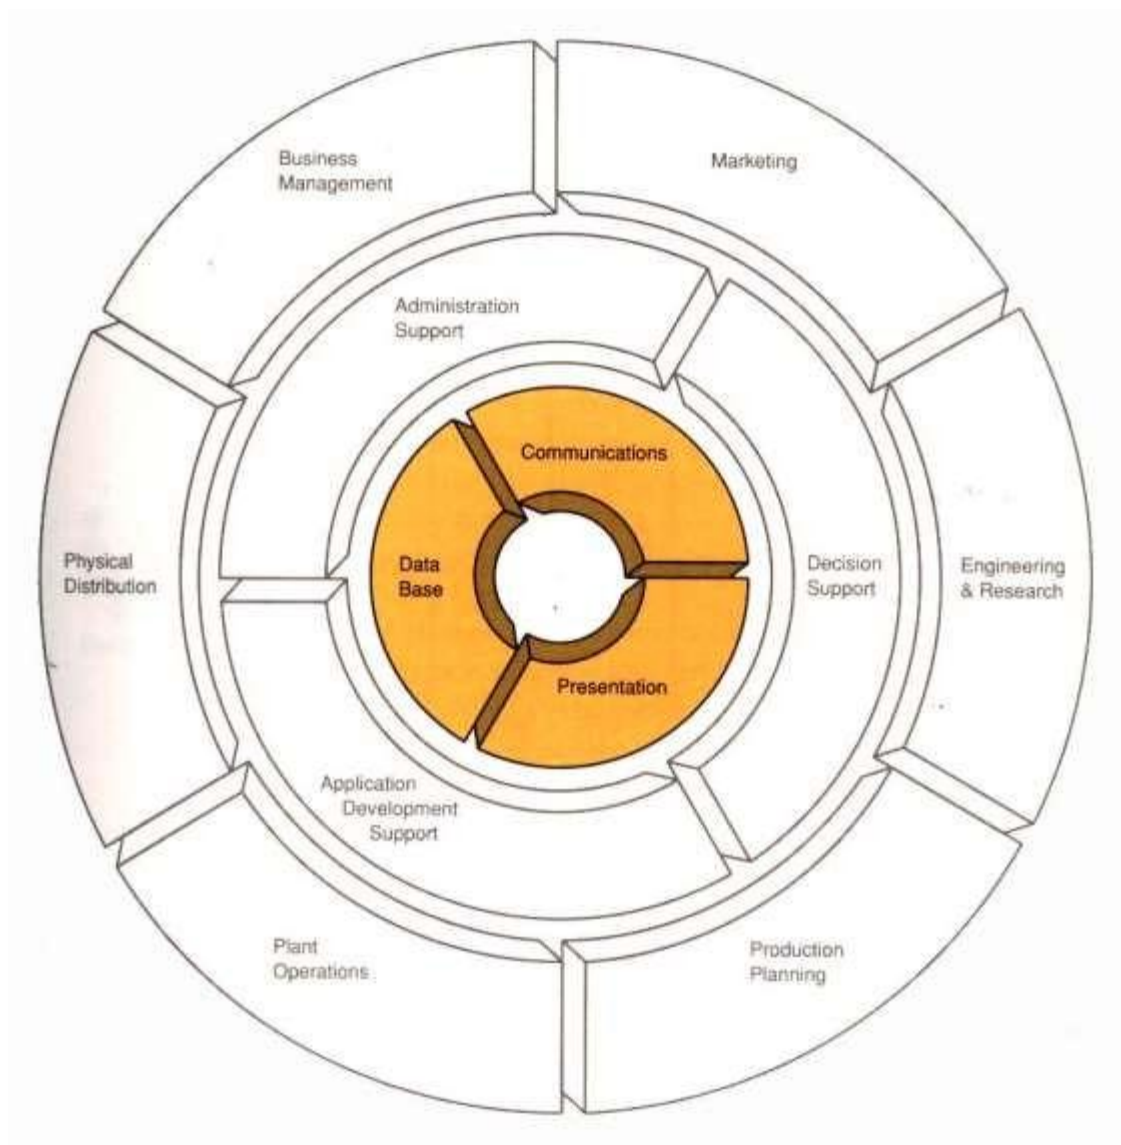 Business
Management
Marketing
Administration
Support
Communications
Data
Base
Physical
Distribution
Decision
Support
Engineering
& Research
Presentation
Application
Development
Support
Plant
Operations
Production
Planning